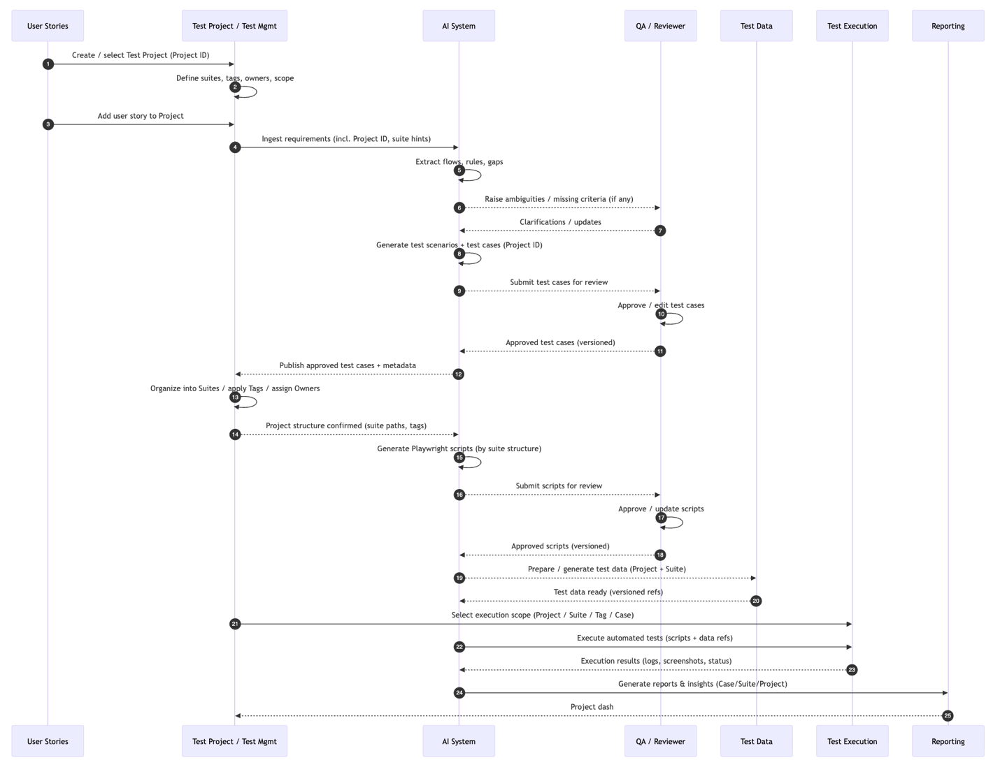 User Stories
Test Project / Test Mgmt
AI System
QA / Reviewer
Test Data
Test Execution
Reporting
Create / select Test Project (Project ID)
1
Define suites, tags, owners, scope
2
Add user story to Project
3
Ingest requirements (incl. Project ID, suite hints)
4
Extract flows, rules, gaps
5
Raise ambiguities / missing criteria (if any)
6
Clarifications / updates
7
Generate test scenarios + test cases (Project ID)
8
Submit test cases for review
9
Approve / edit test cases
10
Approved test cases (versioned)
11
Publish approved test cases + metadata
12
Organize into Suites / apply Tags / assign Owners
13
Project structure confirmed (suite paths, tags)
14
Generate Playwright scripts (by suite structure)
15
Submit scripts for review
16
Approve / update scripts
17
Approved scripts (versioned)
18
Prepare / generate test data (Project + Suite)
19
Test data ready (versioned refs)
20
Select execution scope (Project / Suite / Tag / Case)
21
Execute automated tests (scripts + data refs)
22
Execution results (logs, screenshots, status)
23
Generate reports & insights (Case/Suite/Project)
24
Project dash
25
User Stories
Test Project / Test Mgmt
AI System
QA / Reviewer
Test Data
Test Execution
Reporting